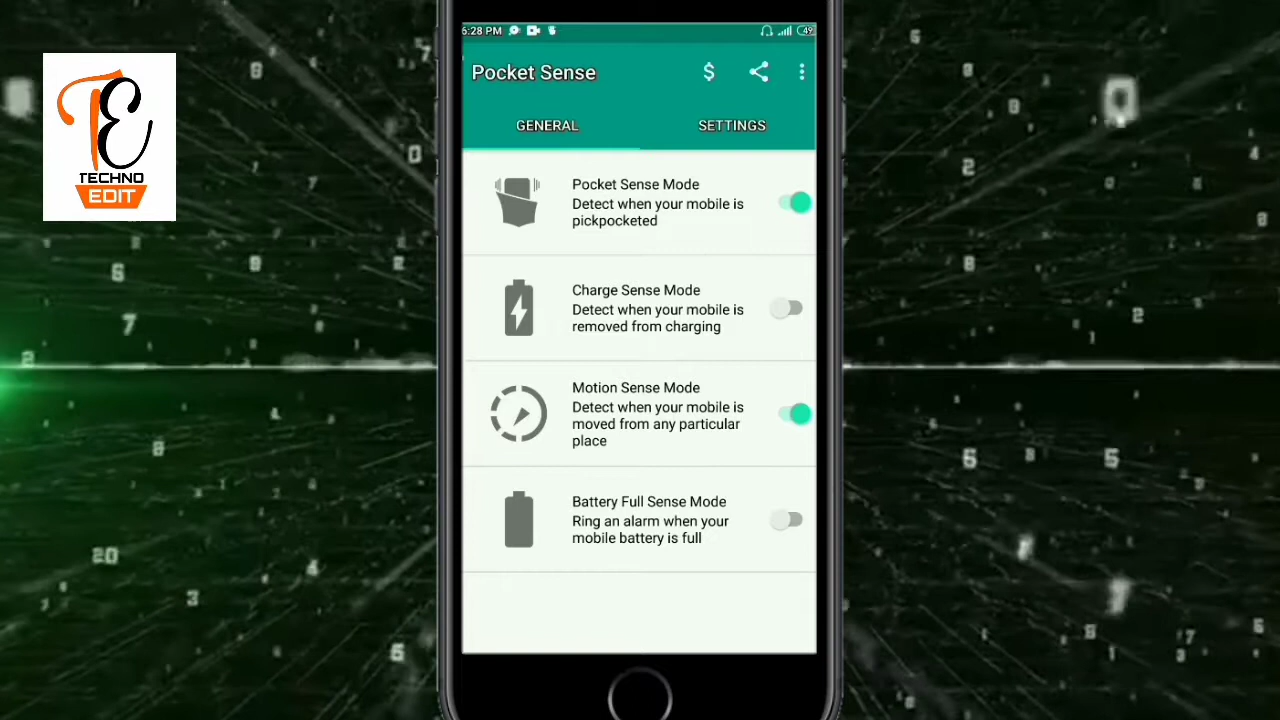 6:28 PM
49
Pocket Sense
$
GENERAL
SETTINGS
Pocket Sense Mode
Detect when your mobile is
pickpocketed
Charge Sense Mode
Detect when your mobile is
removed from charging
Motion Sense Mode
Detect when your mobile is
moved from any particular
place
Battery Full Sense Mode
Ring an alarm when your
mobile battery is full
TE
TECHNO
EDIT